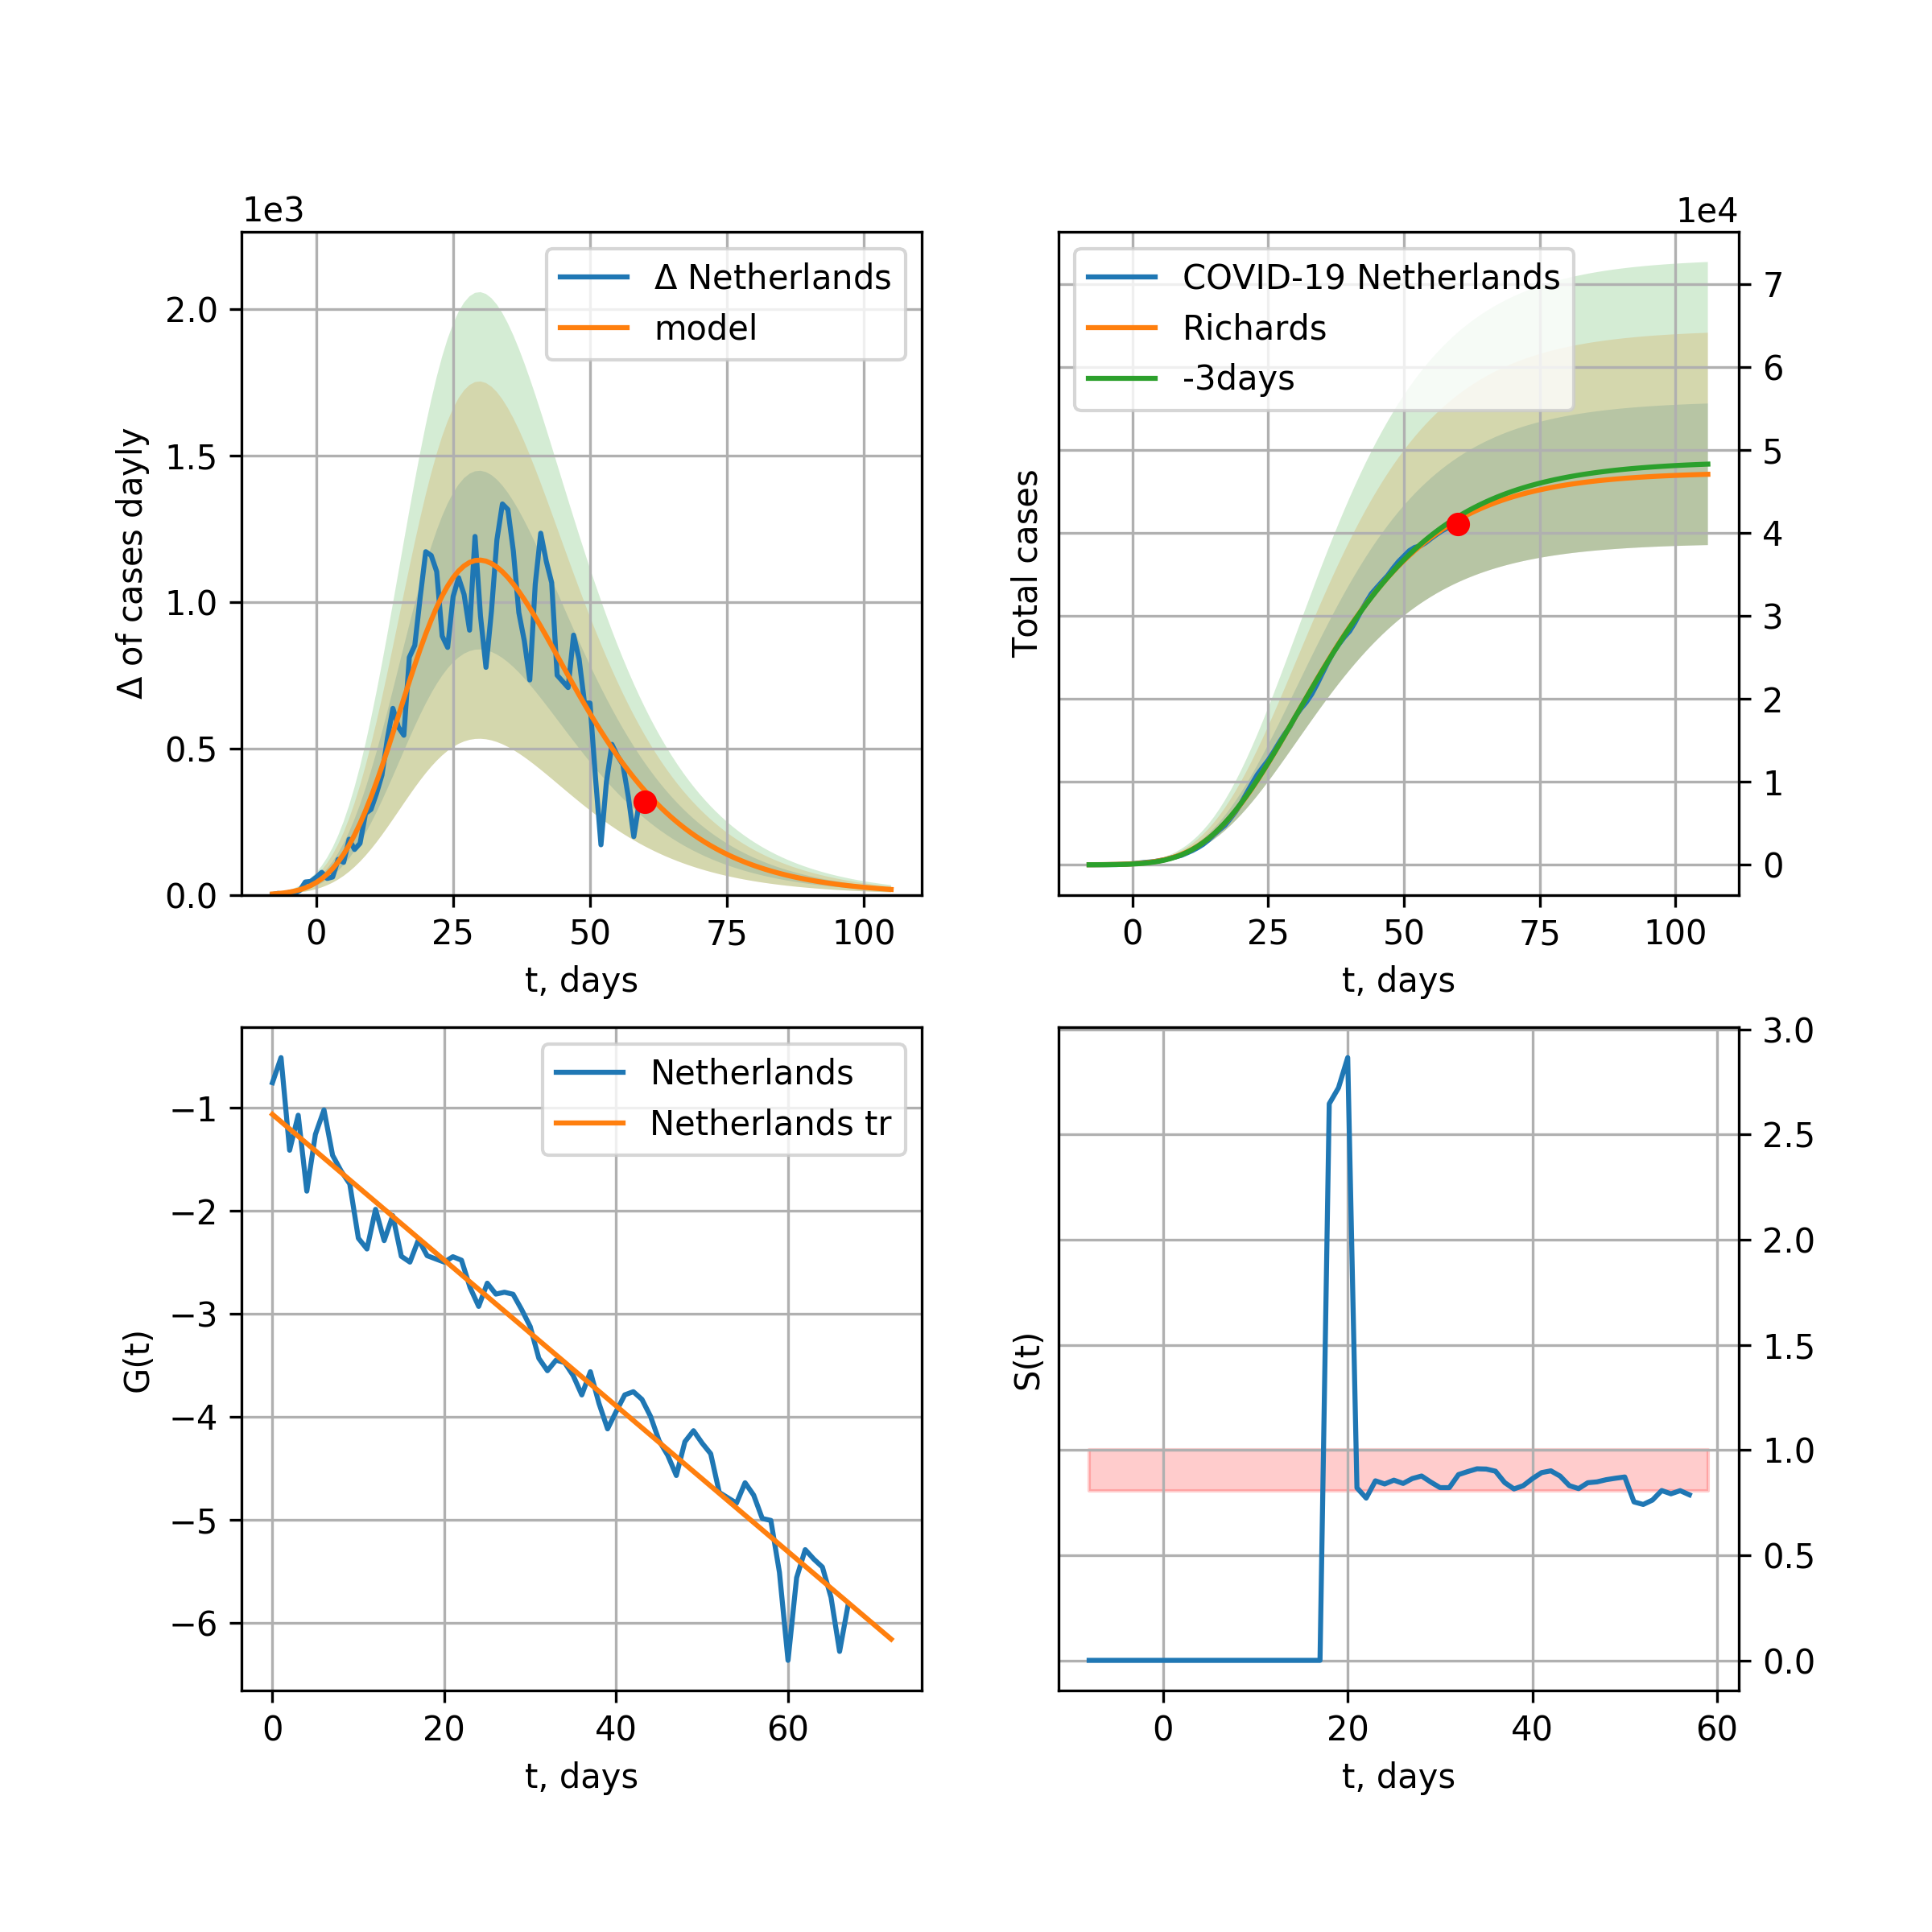 1e3
Δ Netherlands
model
2.0
1.5
1.0
0.5
0.0
Δ of cases dayly
0 25 50 75 100
t, days
1e4
COVID-19 Netherlands
Richards
-3days
7
6
5
4
3
2
1
0
Total cases
0 25 50 75 100
t, days
Netherlands
Netherlands tr
−1
−2
−3
−4
−5
−6
G(t)
0 20 40 60
t, days
3.0
2.5
2.0
1.5
1.0
0.5
0.0
S(t)
0 20 40 60
t, days